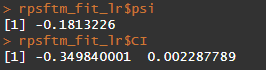 > rpsftm_fit_lr$psi
[1] -0.1813226
> rpsftm_fit_lr$CI
[1] -0.349840001  0.002287789